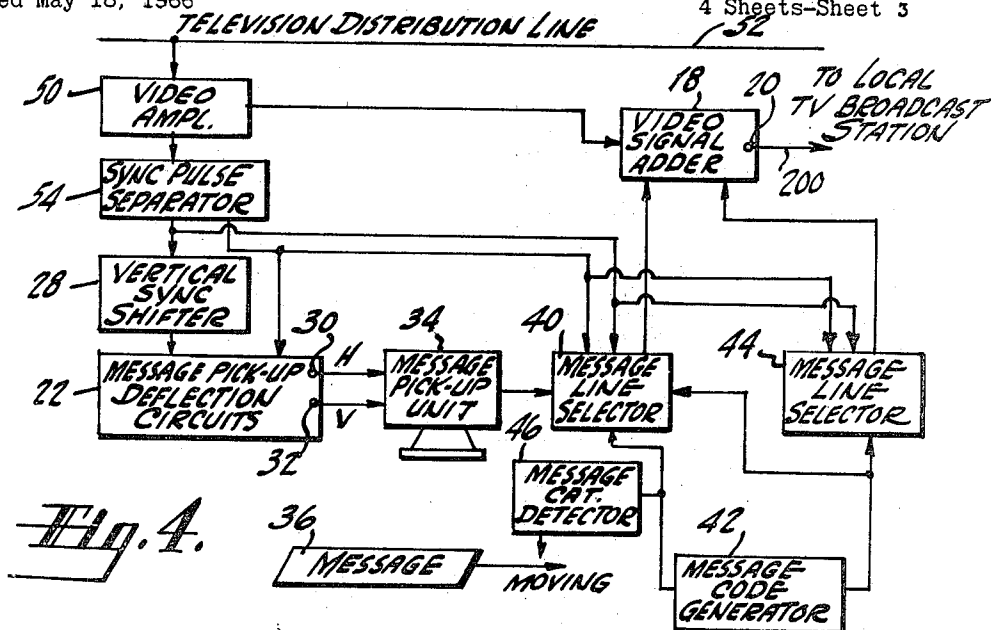 ed May 18, 1966
4 Sheets-Sheet 3
TELEVISION DISTRIBUTION LINE
52
50
VIDEO
AMPL.
18
20
TO LOCAL
TV BROADCAST
STATION
VIDEO
SIGNAL
ADDER
200
54
SYNC PULSE
SEPARATOR
28
VERTICAL
SYNC
SHIFTER
30
34
40
44
22
MESSAGE PICK-UP
DEFLECTION
CIRCUITS
H
V
32
MESSAGE
PICK-UP
UNIT
MESSAGE
LINE
SELECTOR
MESSAGE-
LINE
SELECTOR
46
MESSAGE
CAT.
DETECTOR
Fig. 4.
36
MESSAGE
MOVING
42
MESSAGE-
CODE
GENERATOR